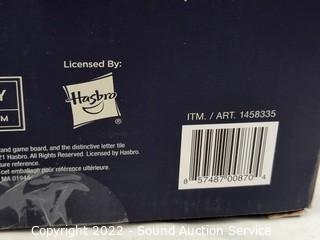 Licensed By:
Hasbro
®
ITM. / ART. 1458335
and game board, and the distinctive letter tile
21 Hasbro. All Rights Reserved. Licensed by Hasbro.
ure reference.
cet emballage pour référence ultérieure.
MA 0194
8 57487 00870 4
Copyright 2022 - Sound Auction Service